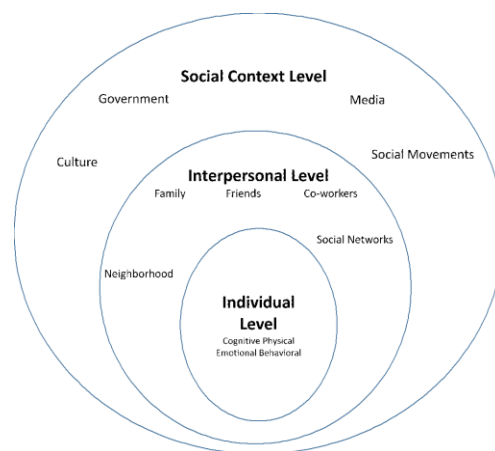 Social Context Level
Government
Media
Culture
Social Movements
Interpersonal Level
Family Friends Co-workers
Social Networks
Neighborhood
Individual
Level
Cognitive Physical
Emotional Behavioral